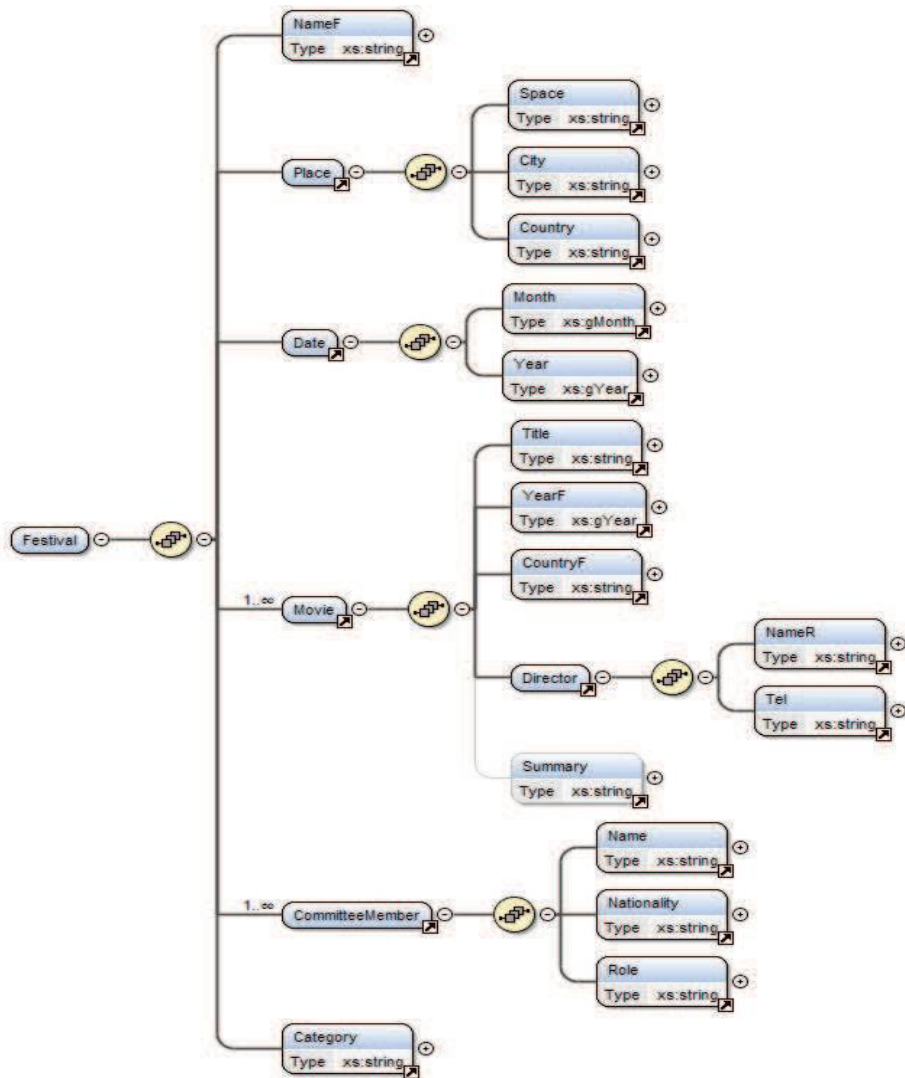 NameF
Type xs:string
Space
Type xs:string
City
Type xs:string
Place
Country
Type xs:string
Month
Type xs:gMonth
Date
Year
Type xs:gYear
Title
Type xs:string
YearF
Type xs:gYear
Festival
CountryF
Type xs:string
1..∞
Movie
NameR
Type xs:string
Director
Tel
Type xs:string
Summary
Type xs:string
Name
Type xs:string
1..∞
CommitteeMember
Nationality
Type xs:string
Role
Type xs:string
Category
Type xs:string